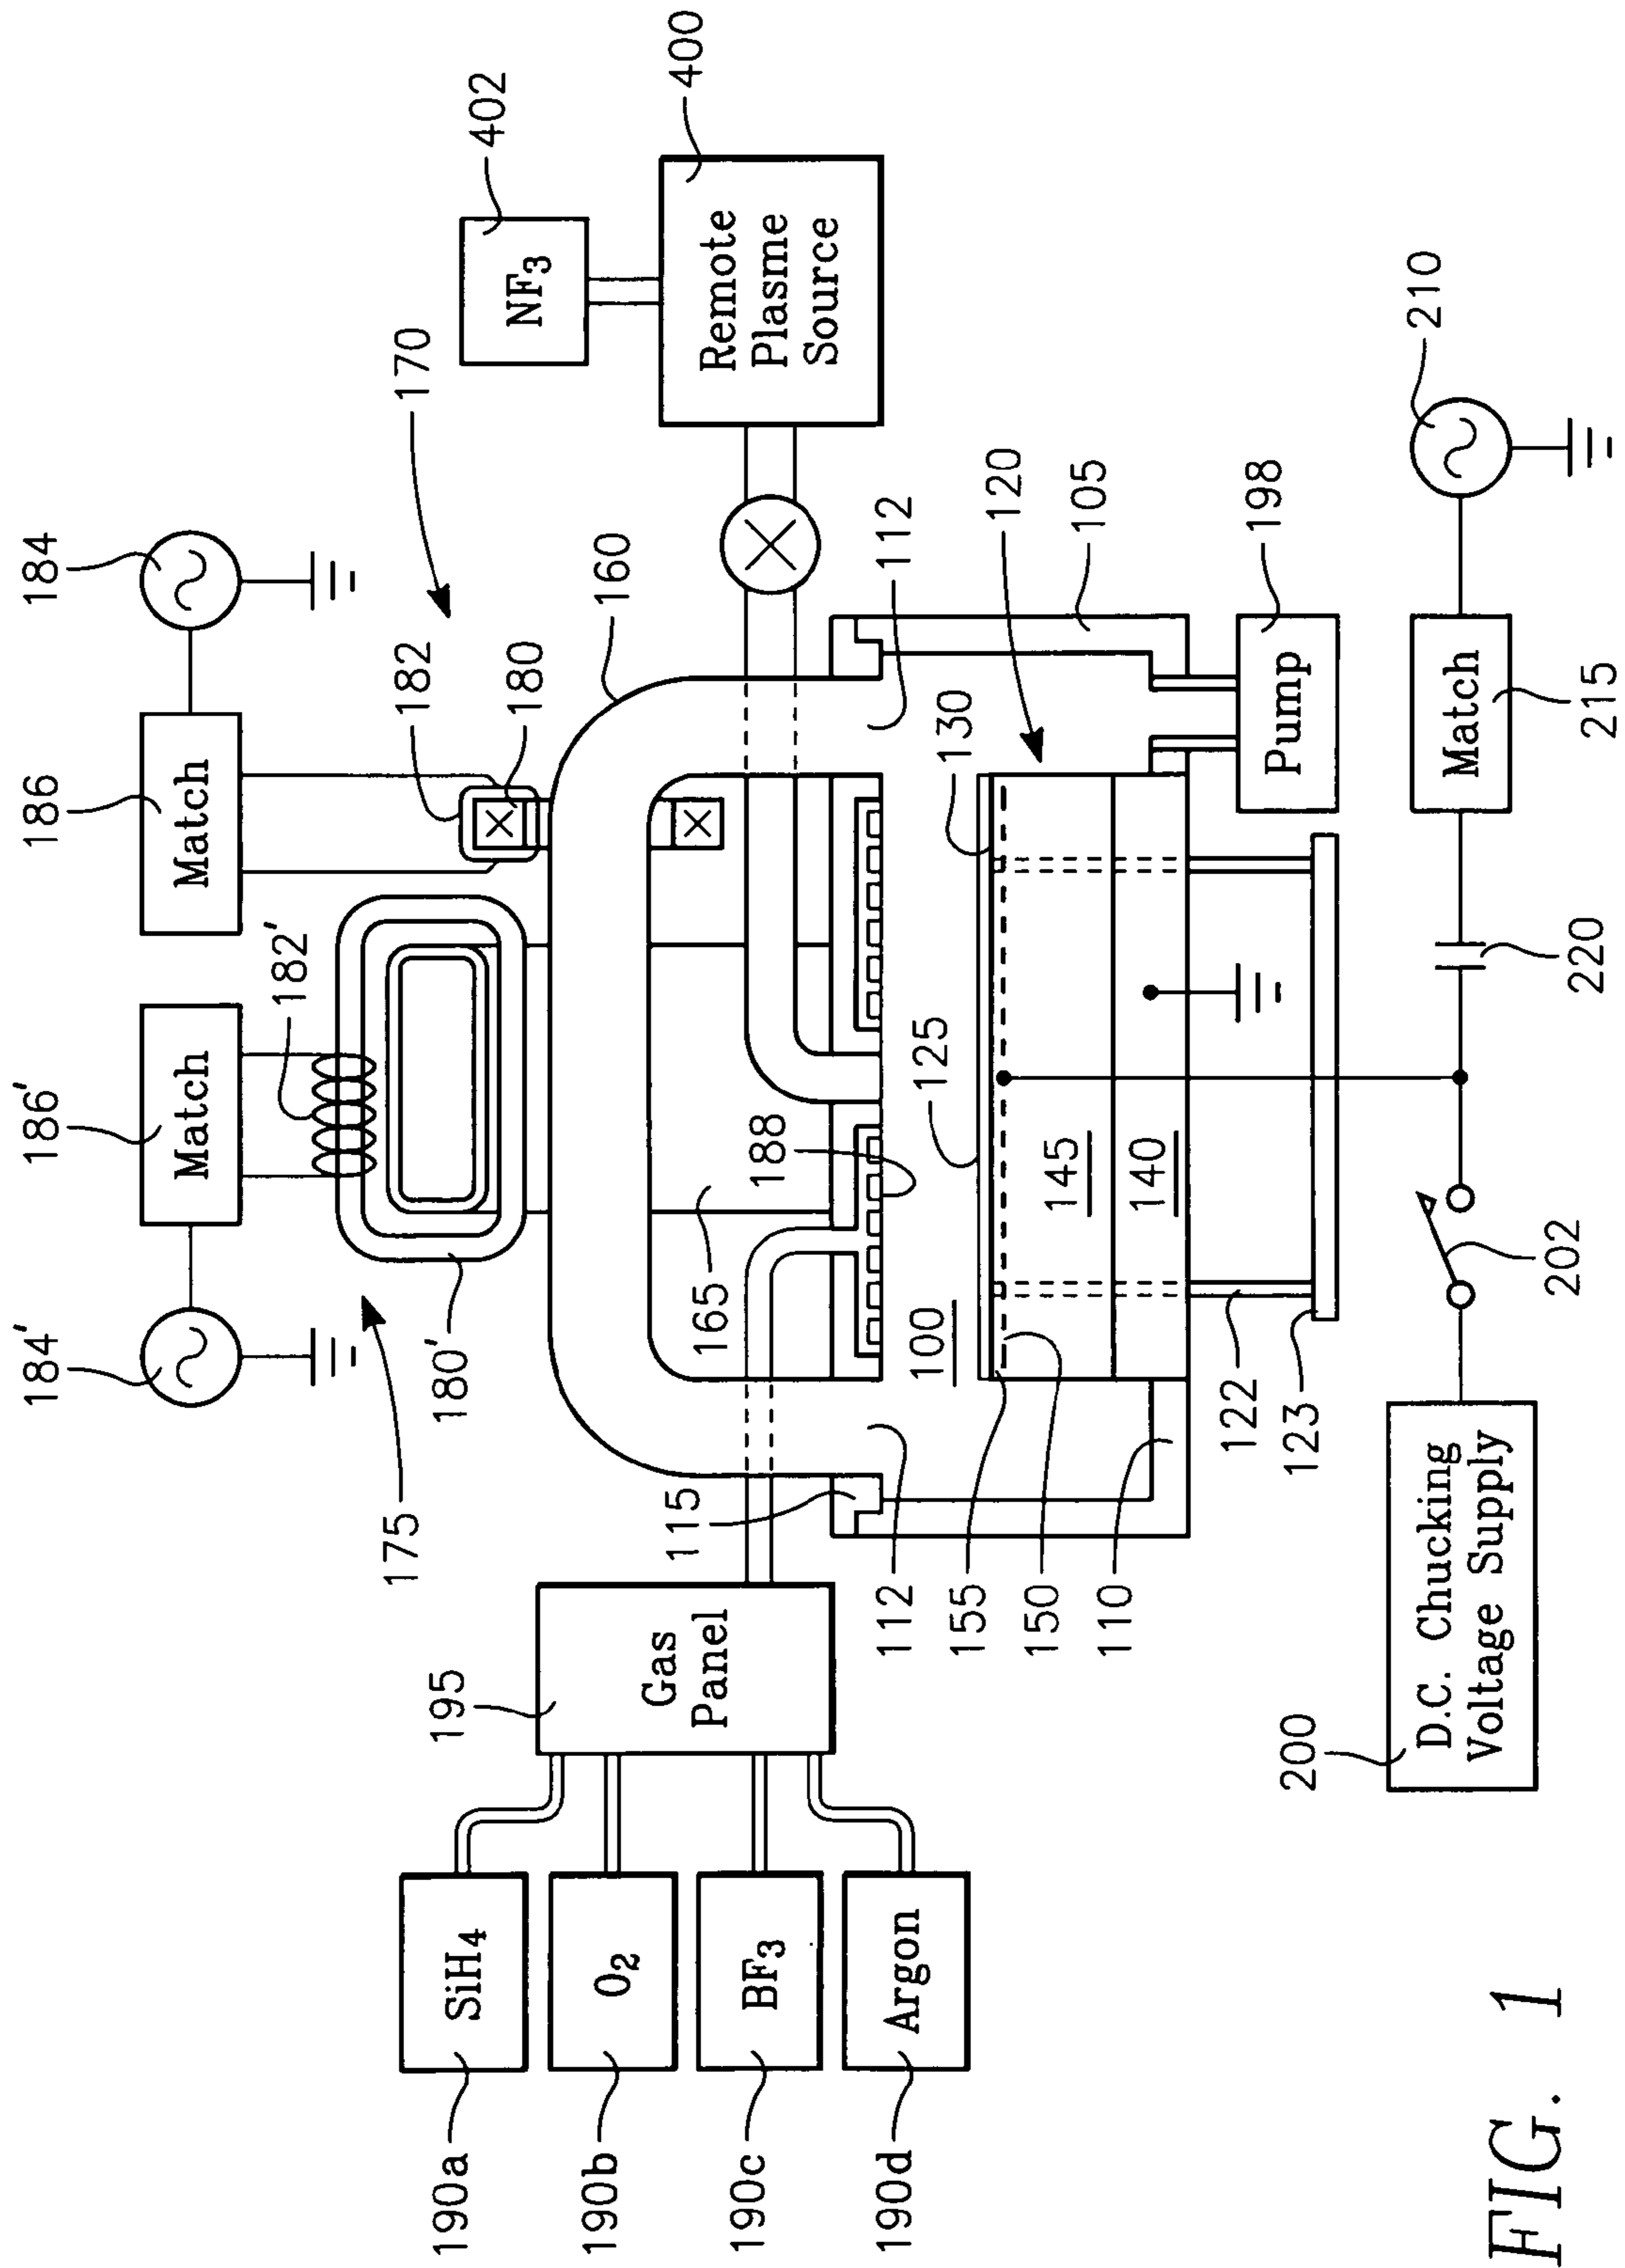 184'
186'
186
184
Match
Match
182'
182
170
402
400
175
180'
180
160
NF3
Remote
Plasme
Source
195
Gas
Panel
190a
SiH4
190b
O2
190c
BF3
190d
Argon
115
165
188
112
112
100
125
130
120
105
155
150
110
145
140
198
Pump
122
123
210
200
D.C. Chucking
Voltage Supply
202
220
Match
215
FIG. 1